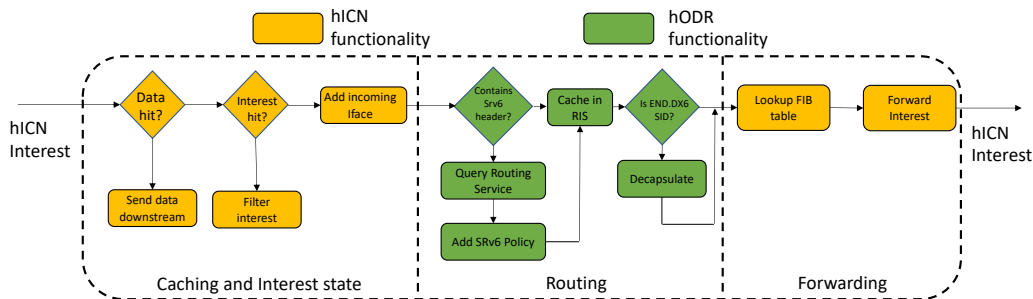 hICN
functionality
hODR
functionality
hICN
Interest
Data
hit?
Interest
hit?
Add incoming
Iface
Send data
downstream
Filter
interest
Caching and Interest state
Contains
Srv6
header?
Cache in
RIS
Is END.DX6
SID?
Query Routing
Service
Decapsulate
Add SRv6 Policy
Routing
Lookup FIB
table
Forward
Interest
Forwarding
hICN
Interest